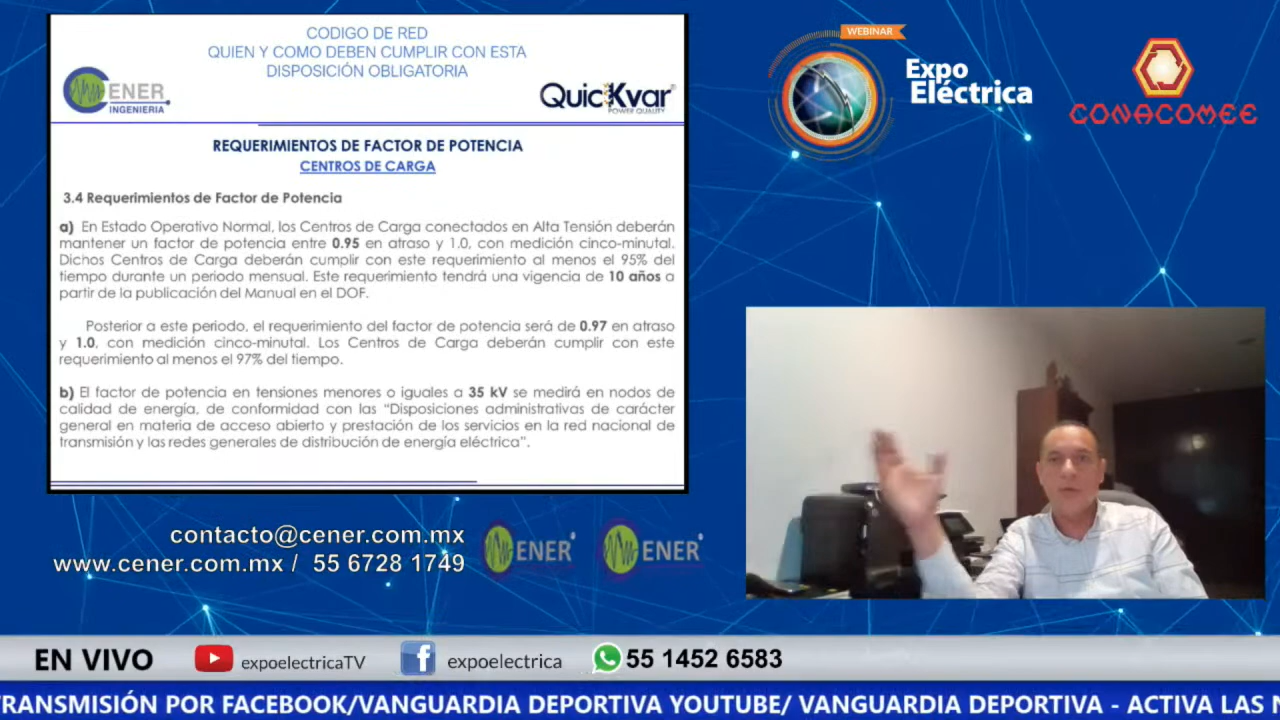 CODIGO DE RED
QUIEN Y COMO DEBEN CUMPLIR CON ESTA
DISPOSICIÓN OBLIGATORIA
CENER
INGENIERIA
QuicKvar
POWER QUALITY
REQUERIMIENTOS DE FACTOR DE POTENCIA
CENTROS DE CARGA
3.4 Requerimientos de Factor de Potencia
a) En Estado Operativo Normal, los Centros de Carga conectados en Alta Tensión deberán
mantener un factor de potencia entre 0.95 en atraso y 1.0, con medición cinco-minutal.
Dichos Centros de Carga deberán cumplir con este requerimiento al menos el 95% del
tiempo durante un periodo mensual. Este requerimiento tendrá una vigencia de 10 años a
partir de la publicación del Manual en el DOF.
Posterior a este periodo, el requerimiento del factor de potencia será de 0.97 en atraso
y 1.0, con medición cinco-minutal. Los Centros de Carga deberán cumplir con este
requerimiento al menos el 97% del tiempo.
b) El factor de potencia en tensiones menores o iguales a 35 kV se medirá en nodos de
calidad de energía, de conformidad con las "Disposiciones administrativas de carácter
general en materia de acceso abierto y prestación de los servicios en la red nacional de
transmisión y las redes generales de distribución de energía eléctrica".
WEBINAR
Expo
Eléctrica
CONACOMEE
contacto@cener.com.mx
www.cener.com.mx / 55 6728 1749
CENER
CENER
EN VIVO
expoelectricaTV
expoelectrica
55 1452 6583
TRANSMISIÓN POR FACEBOOK/VANGUARDIA DEPORTIVA YOUTUBE/ VANGUARDIA DEPORTIVA - ACTIVA LAS N